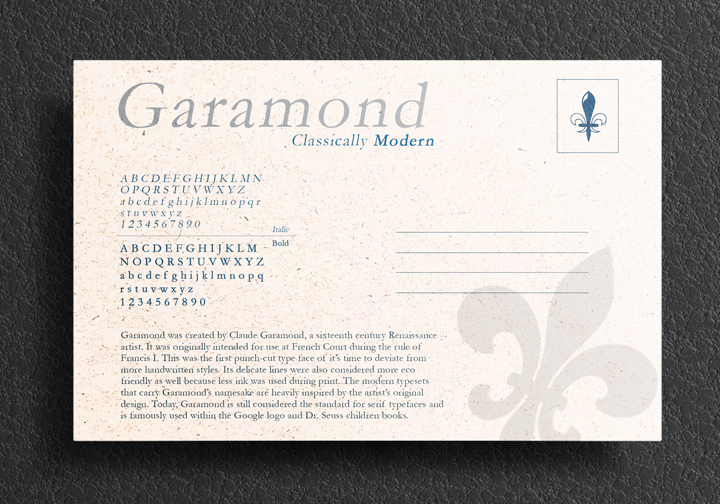 Garamond
Classically Modern
ABCDEFGHIJKLMN
OPQRSTUVWXYZ
abcdefghijklmnopqr
stuvwxyz
1234567890
Italic
Bold
ABCDEFGHIJKLM
NOPQRSTUVWXYZ
abcdefghijklmnopq
rstuvwxyz
1234567890
Garamond was created by Claude Garamond, a sixteenth century Renaissance
artist. It was originally intended for use at French Court during the rule of
Francis I. This was the first punch-cut type face of it's time to deviate from
more handwritten styles. Its delicate lines were also considered more eco
friendly as well because less ink was used during print. The modern typesets
that carry Garamond's namesake are heavily inspired by the artist's original
design. Today, Garamond is still considered the standard for serif typefaces and
is famously used within the Google logo and Dr. Seuss children books.